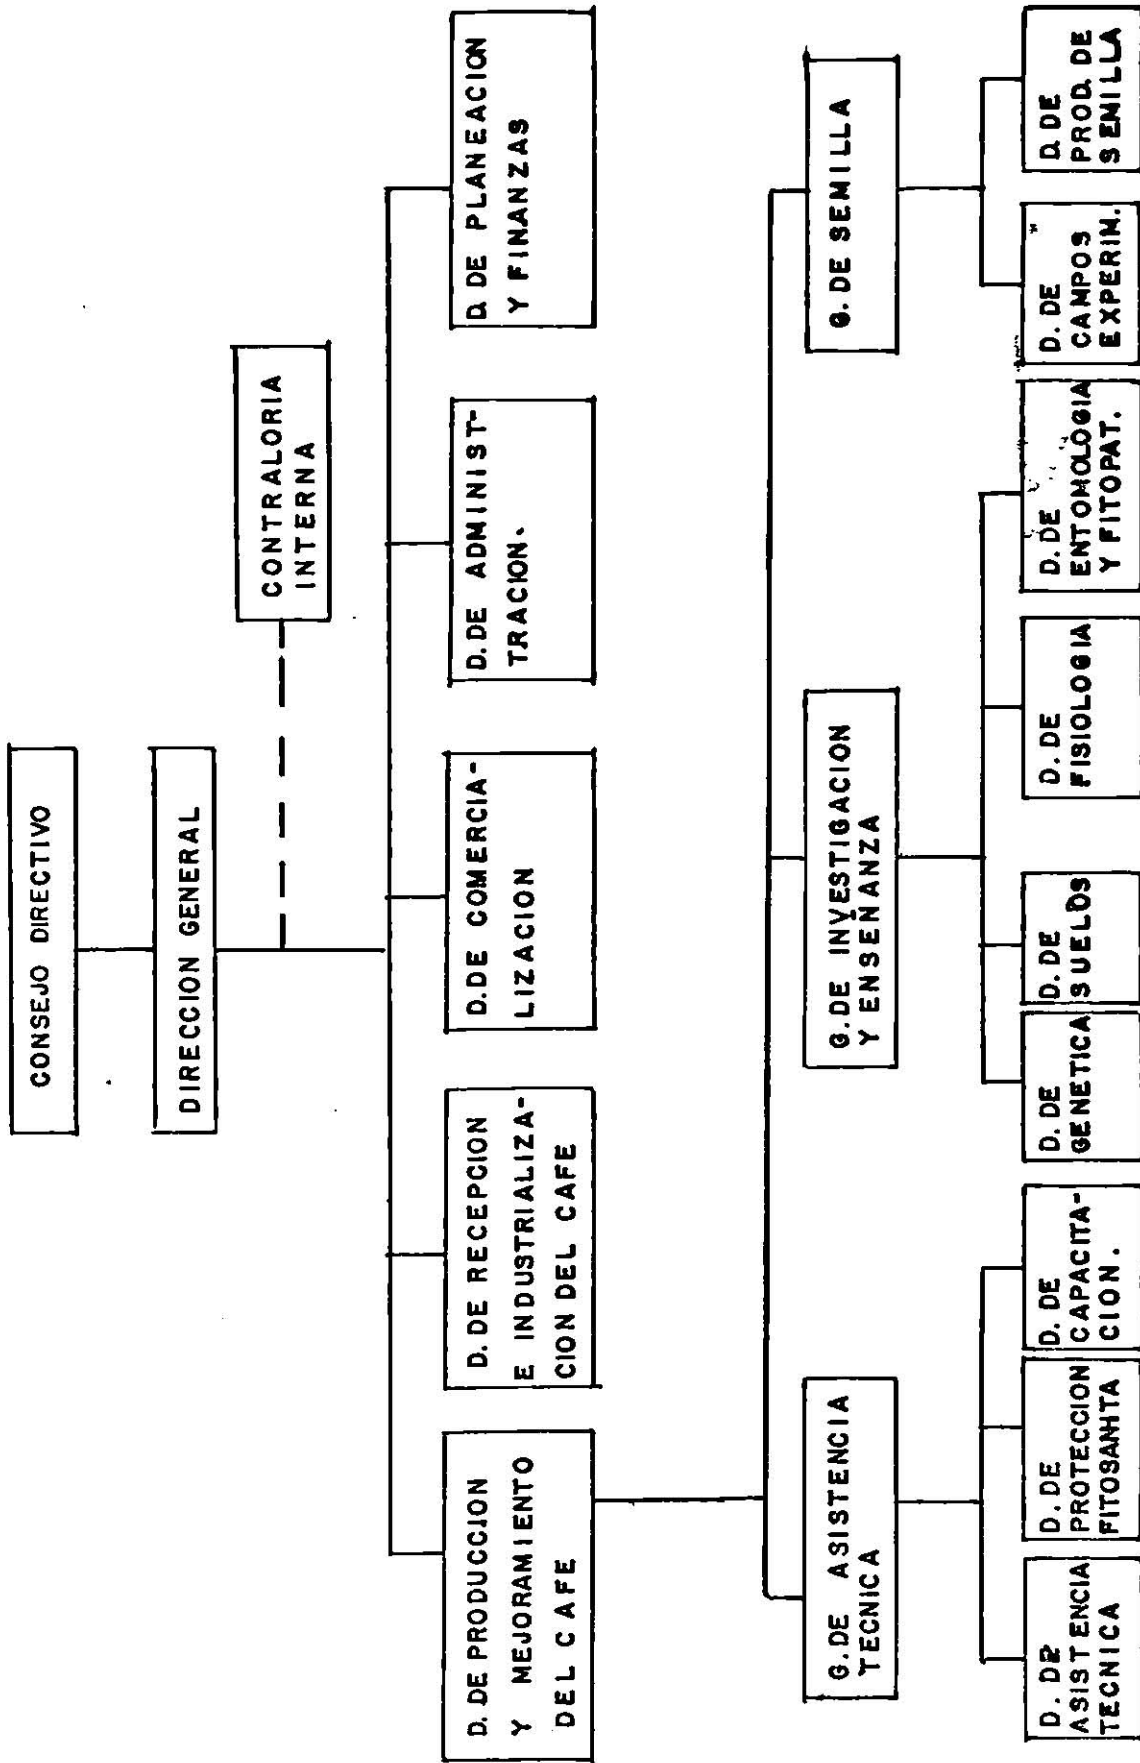 CONSEJO DIRECTIVO
DIRECCION GENERAL
CONTRALORIA
INTERNA
D. DE PRODUCCION
Y MEJORAMIENTO
DEL CAFE
D. DE RECEPCION
E INDUSTRIALIZA-
CION DEL CAFE
D. DE COMERCIA-
LIZACION
D. DE ADMINIST-
TRACION.
D. DE PLANEACION
Y FINANZAS
G. DE ASISTENCIA
TECNICA
G. DE INVESTIGACION
Y ENSENANZA
G. DE SEMILLA
D. DE
ASISTENCIA
TECNICA
D. DE
PROTECCION
FITOSANITA
D. DE
CAPACITA-
CION.
D. DE
GENETICA
D. DE
SUELOS
D. DE
FISIOLOGIA
D. DE
ENTOMOLOGIA
Y FITOPAT.
D. DE
CAMPOS
EXPERIM.
D. DE
PROD. DE
SEMILLA